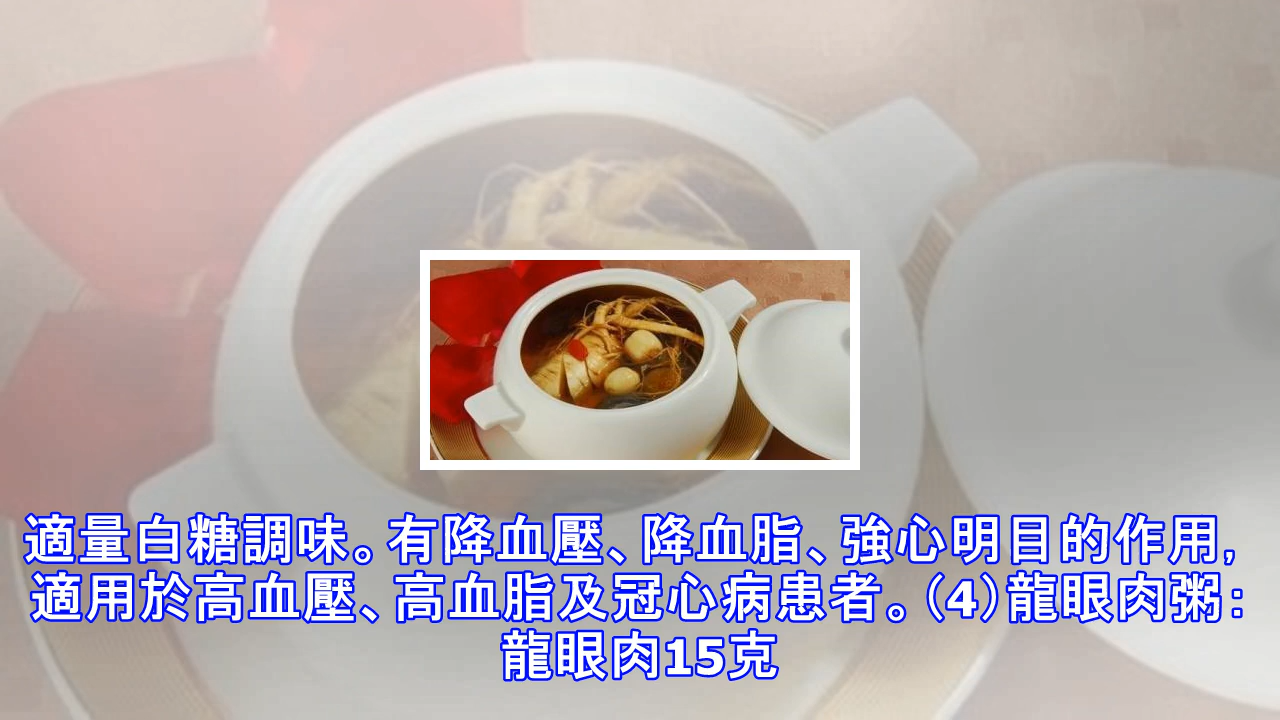 適量白糖調味。有降血壓、降血脂、強心明目的作用,
適用於高血壓、高血脂及冠心病患者。(4)龍眼肉粥:
龍眼肉15克